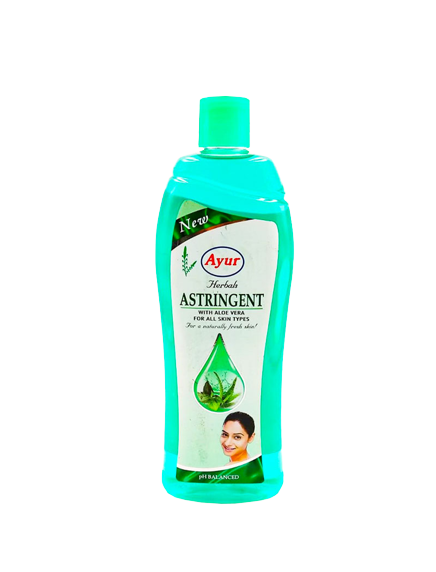 New
Ayur
Herbals
ASTRINGENT
WITH ALOE VERA
FOR ALL SKIN TYPES
For a naturally fresh skin!
pH BALANCED